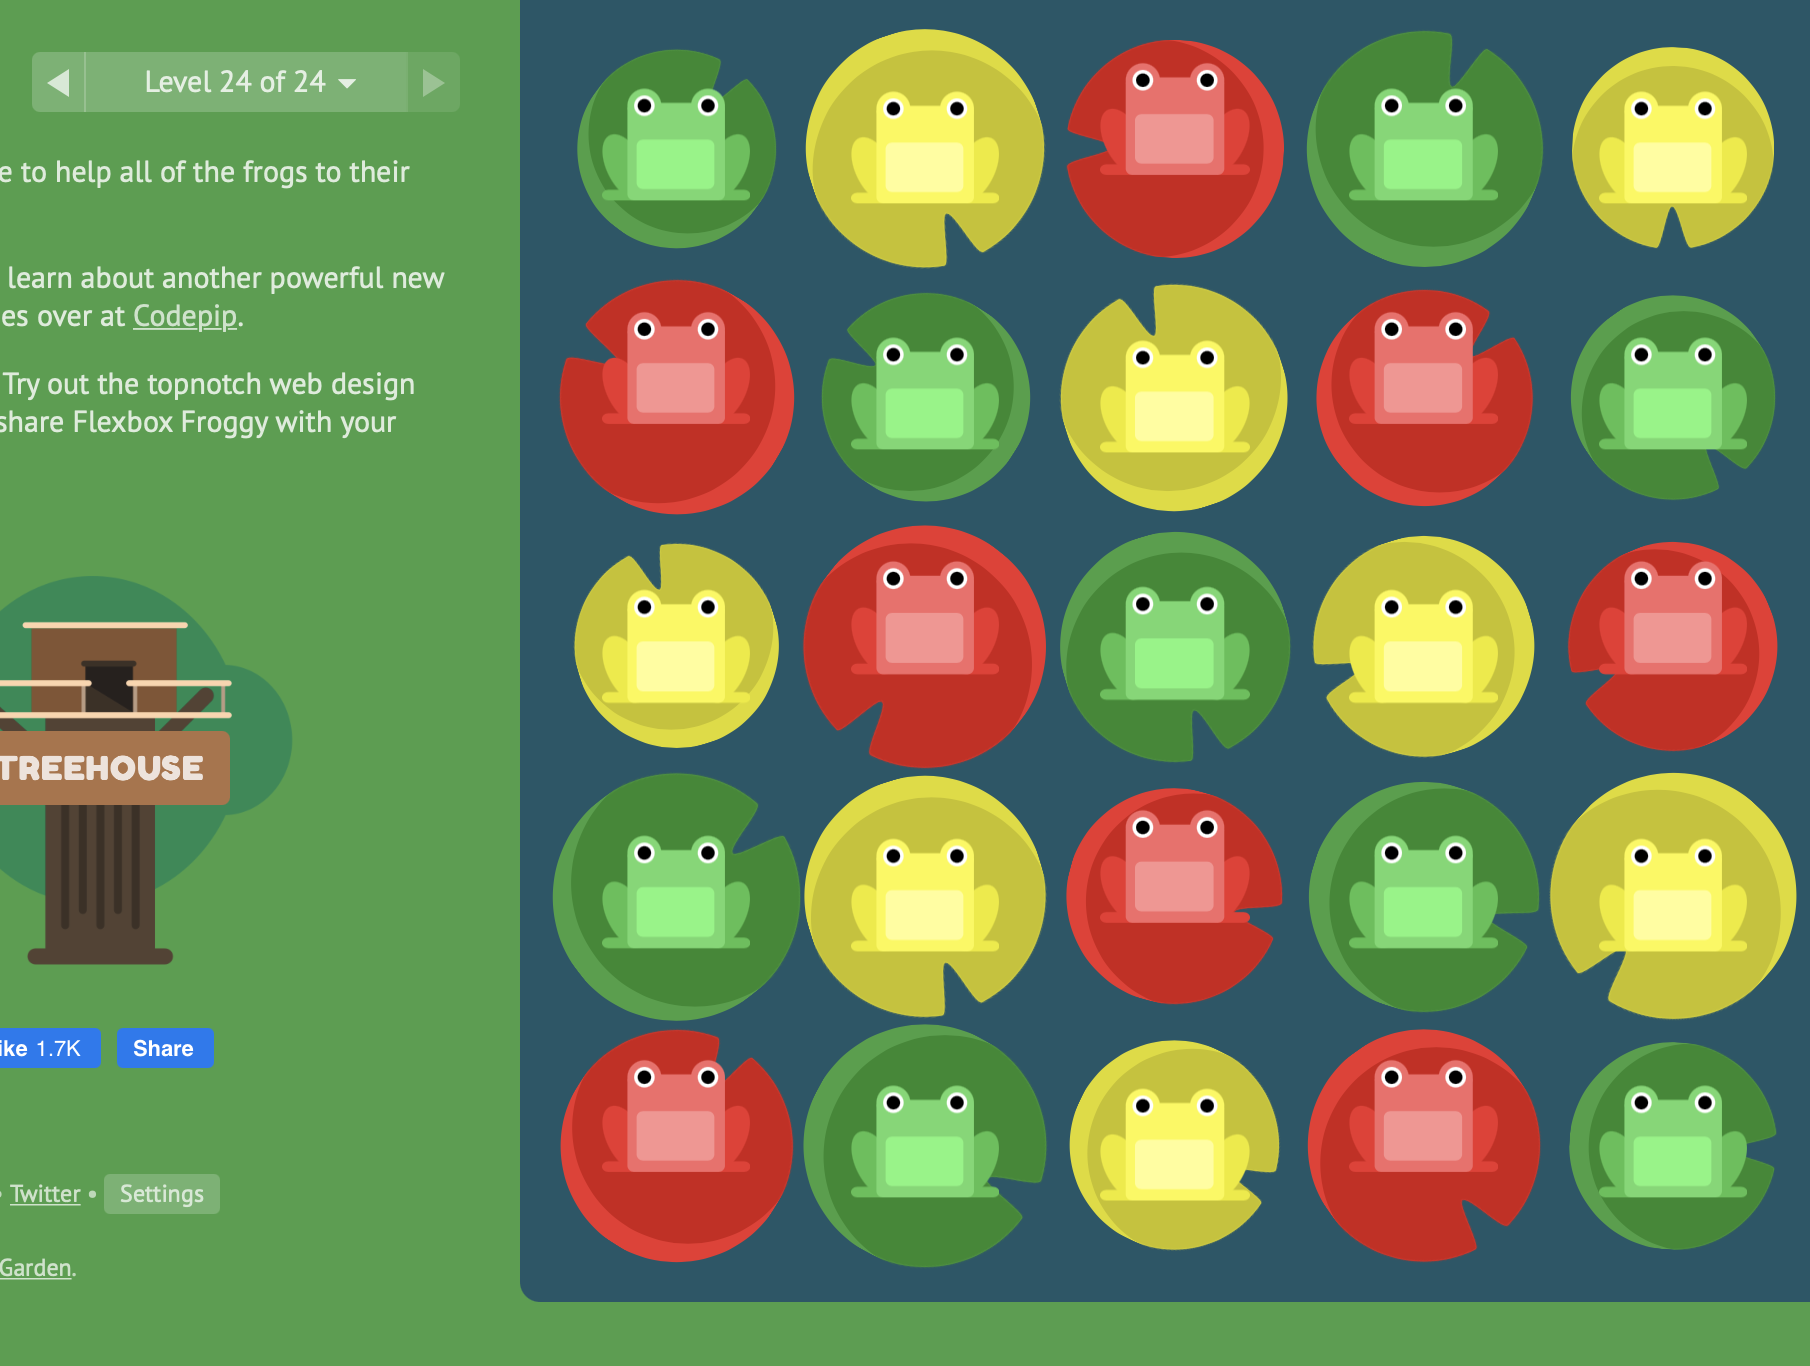 Level 24 of 24
e to help all of the frogs to their
learn about another powerful new
es over at Codepip.
Try out the topnotch web design
share Flexbox Froggy with your
TREEHOUSE
ike 1.7K
Share
• Twitter • Settings
Garden.